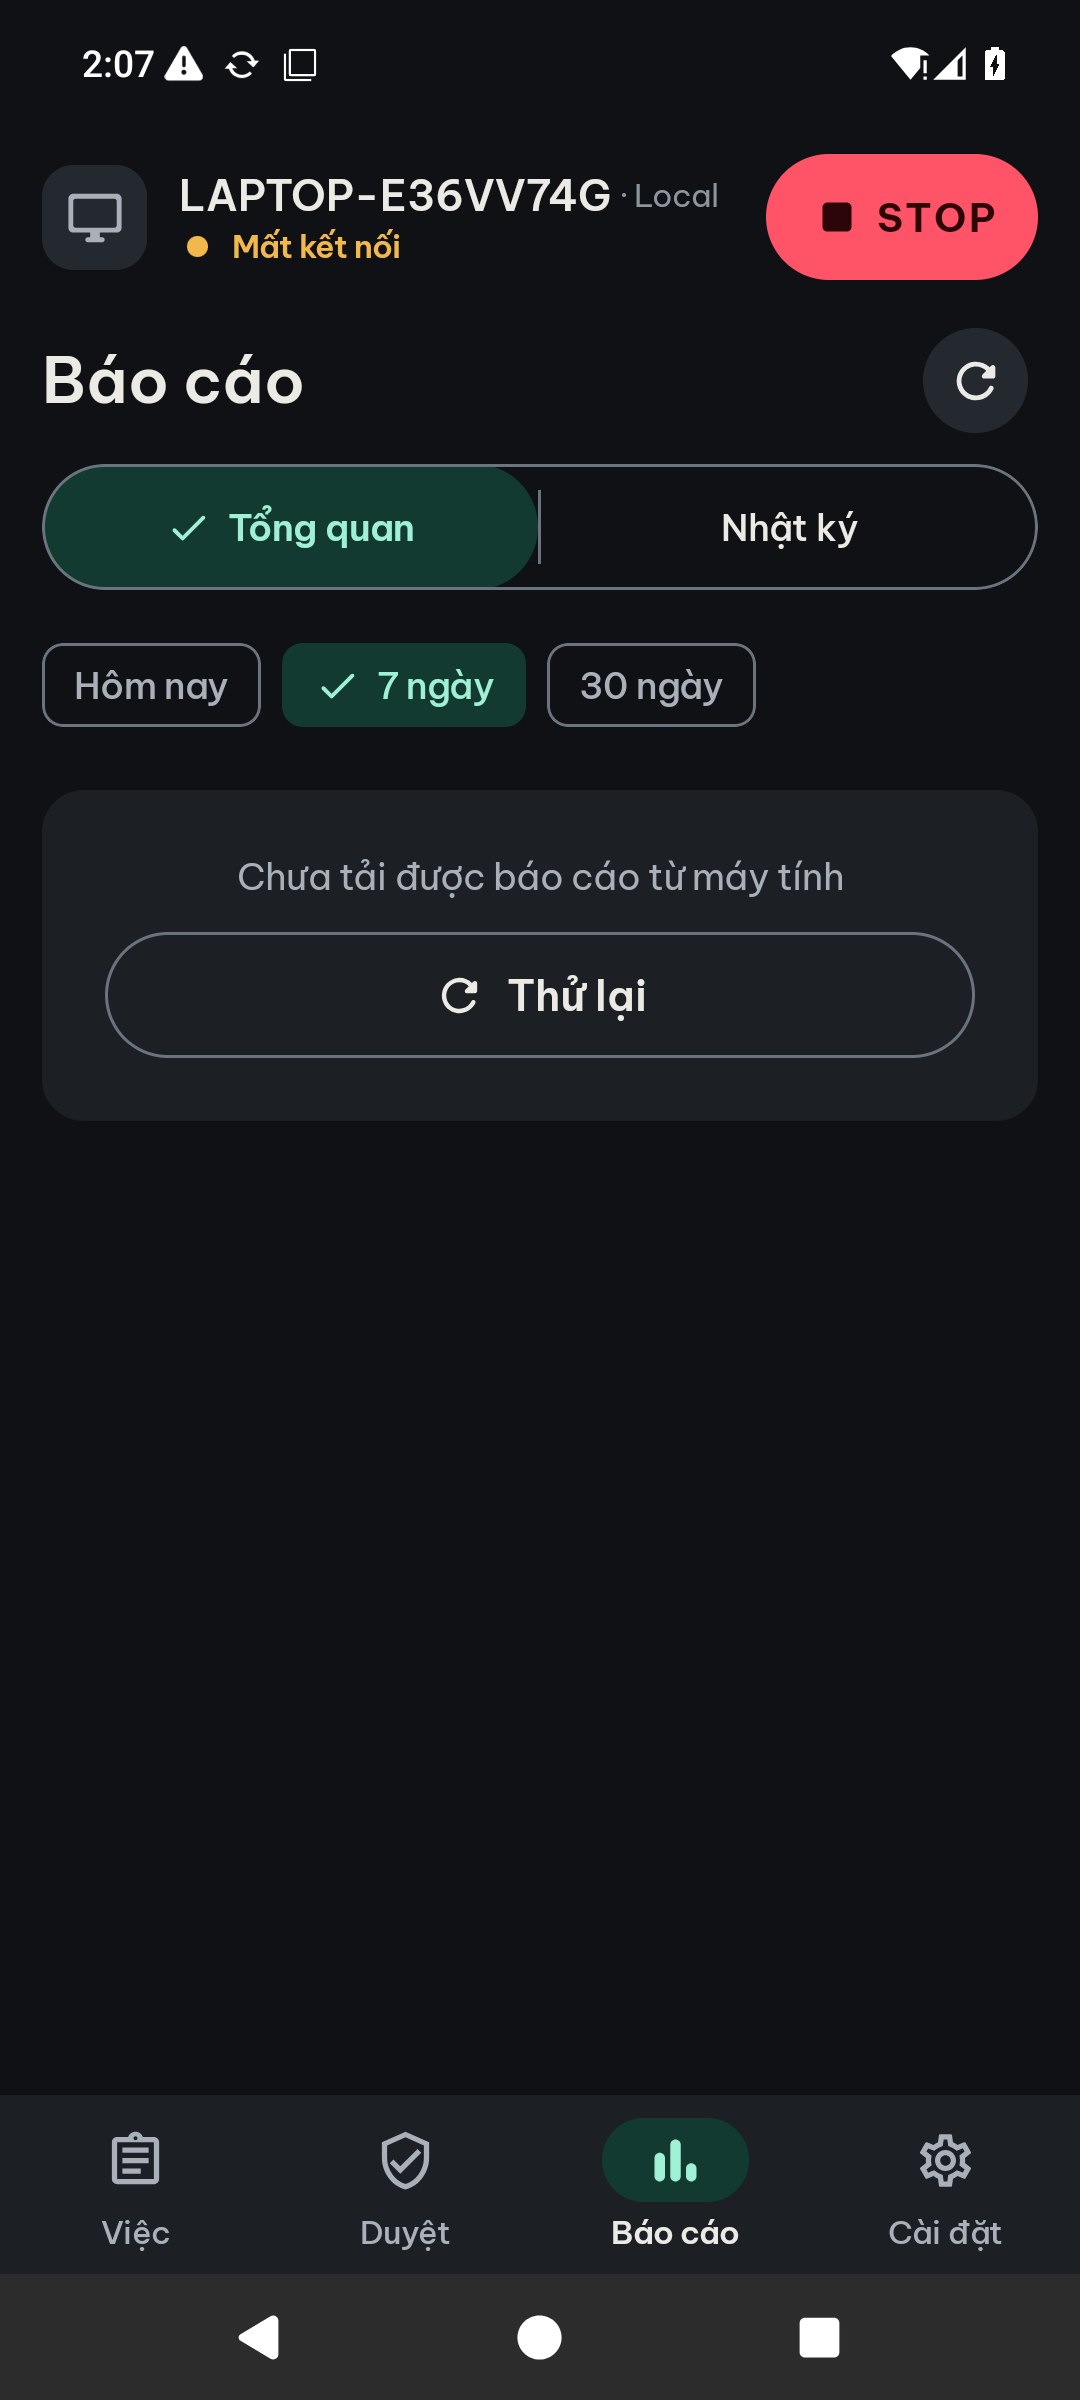 2:07
LAPTOP-E36VV74G · Local
Mất kết nối
STOP
Báo cáo
Tổng quan
Nhật ký
Hôm nay
7 ngày
30 ngày
Chưa tải được báo cáo từ máy tính
Thử lại
Việc
Duyệt
Báo cáo
Cài đặt